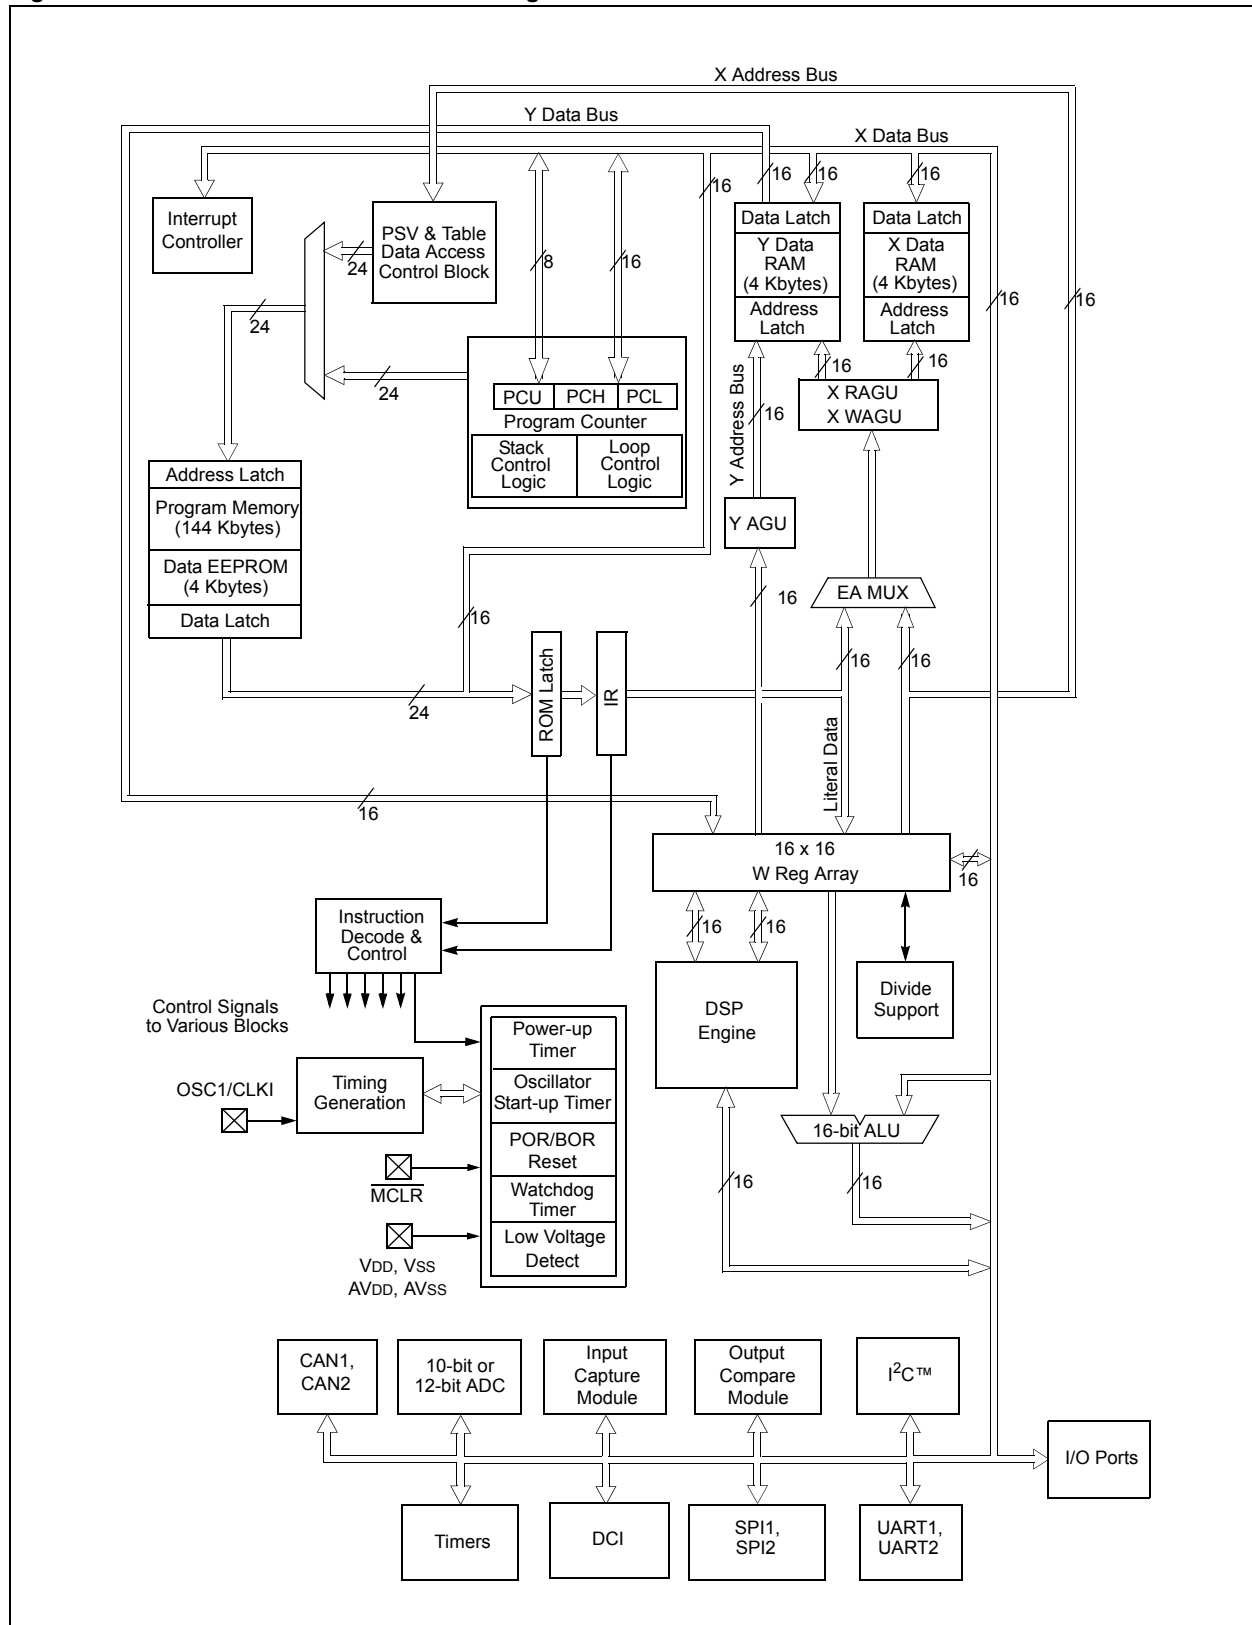 X Address Bus
Y Data Bus
X Data Bus
16
16
16
16
Interrupt
Controller
PSV & Table
Data Access
Control Block
24
8
16
Data Latch
Y Data
RAM
(4 Kbytes)
Address
Latch
Data Latch
X Data
RAM
(4 Kbytes)
Address
Latch
16
16
24
24
16
16
X RAGU
X WAGU
PCU
PCH
PCL
Program Counter
Stack
Control
Logic
Loop
Control
Logic
Y Address Bus
16
Y AGU
Address Latch
Program Memory
(144 Kbytes)
Data EEPROM
(4 Kbytes)
Data Latch
16
16
EA MUX
16
16
24
ROM Latch
IR
Literal Data
16
16 x 16
W Reg Array
16
16
16
Instruction
Decode &
Control
Control Signals
to Various Blocks
DSP
Engine
Divide
Support
Power-up
Timer
Oscillator
Start-up Timer
POR/BOR
Reset
Watchdog
Timer
Low Voltage
Detect
OSC1/CLKI
Timing
Generation
MCLR
VDD, VSS
AVDD, AVSS
16-bit ALU
16
16
CAN1,
CAN2
10-bit or
12-bit ADC
Input
Capture
Module
Output
Compare
Module
I²C™
I/O Ports
Timers
DCI
SPI1,
SPI2
UART1,
UART2